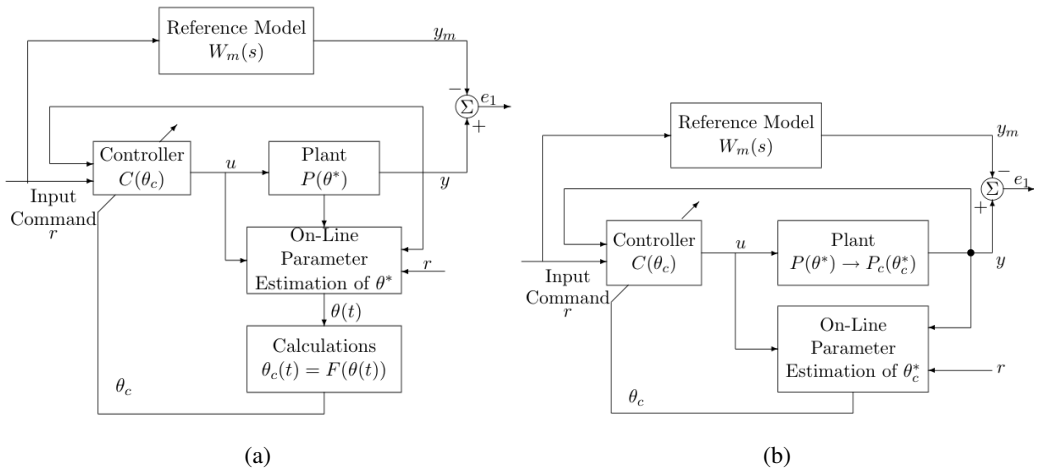 Reference Model
W_m(s)
y_m
−
Σ
e_1
+
Controller
C(θ_c)
u
Plant
P(θ*)
y
Input
Command
r
On-Line
Parameter
Estimation of θ*
r
θ(t)
Calculations
θ_c(t) = F(θ(t))
θ_c
(a)
Reference Model
W_m(s)
y_m
−
Σ
e_1
+
Controller
C(θ_c)
u
Plant
P(θ*) → P_c(θ_c*)
y
Input
Command
r
On-Line
Parameter
Estimation of θ_c*
r
θ_c
(b)